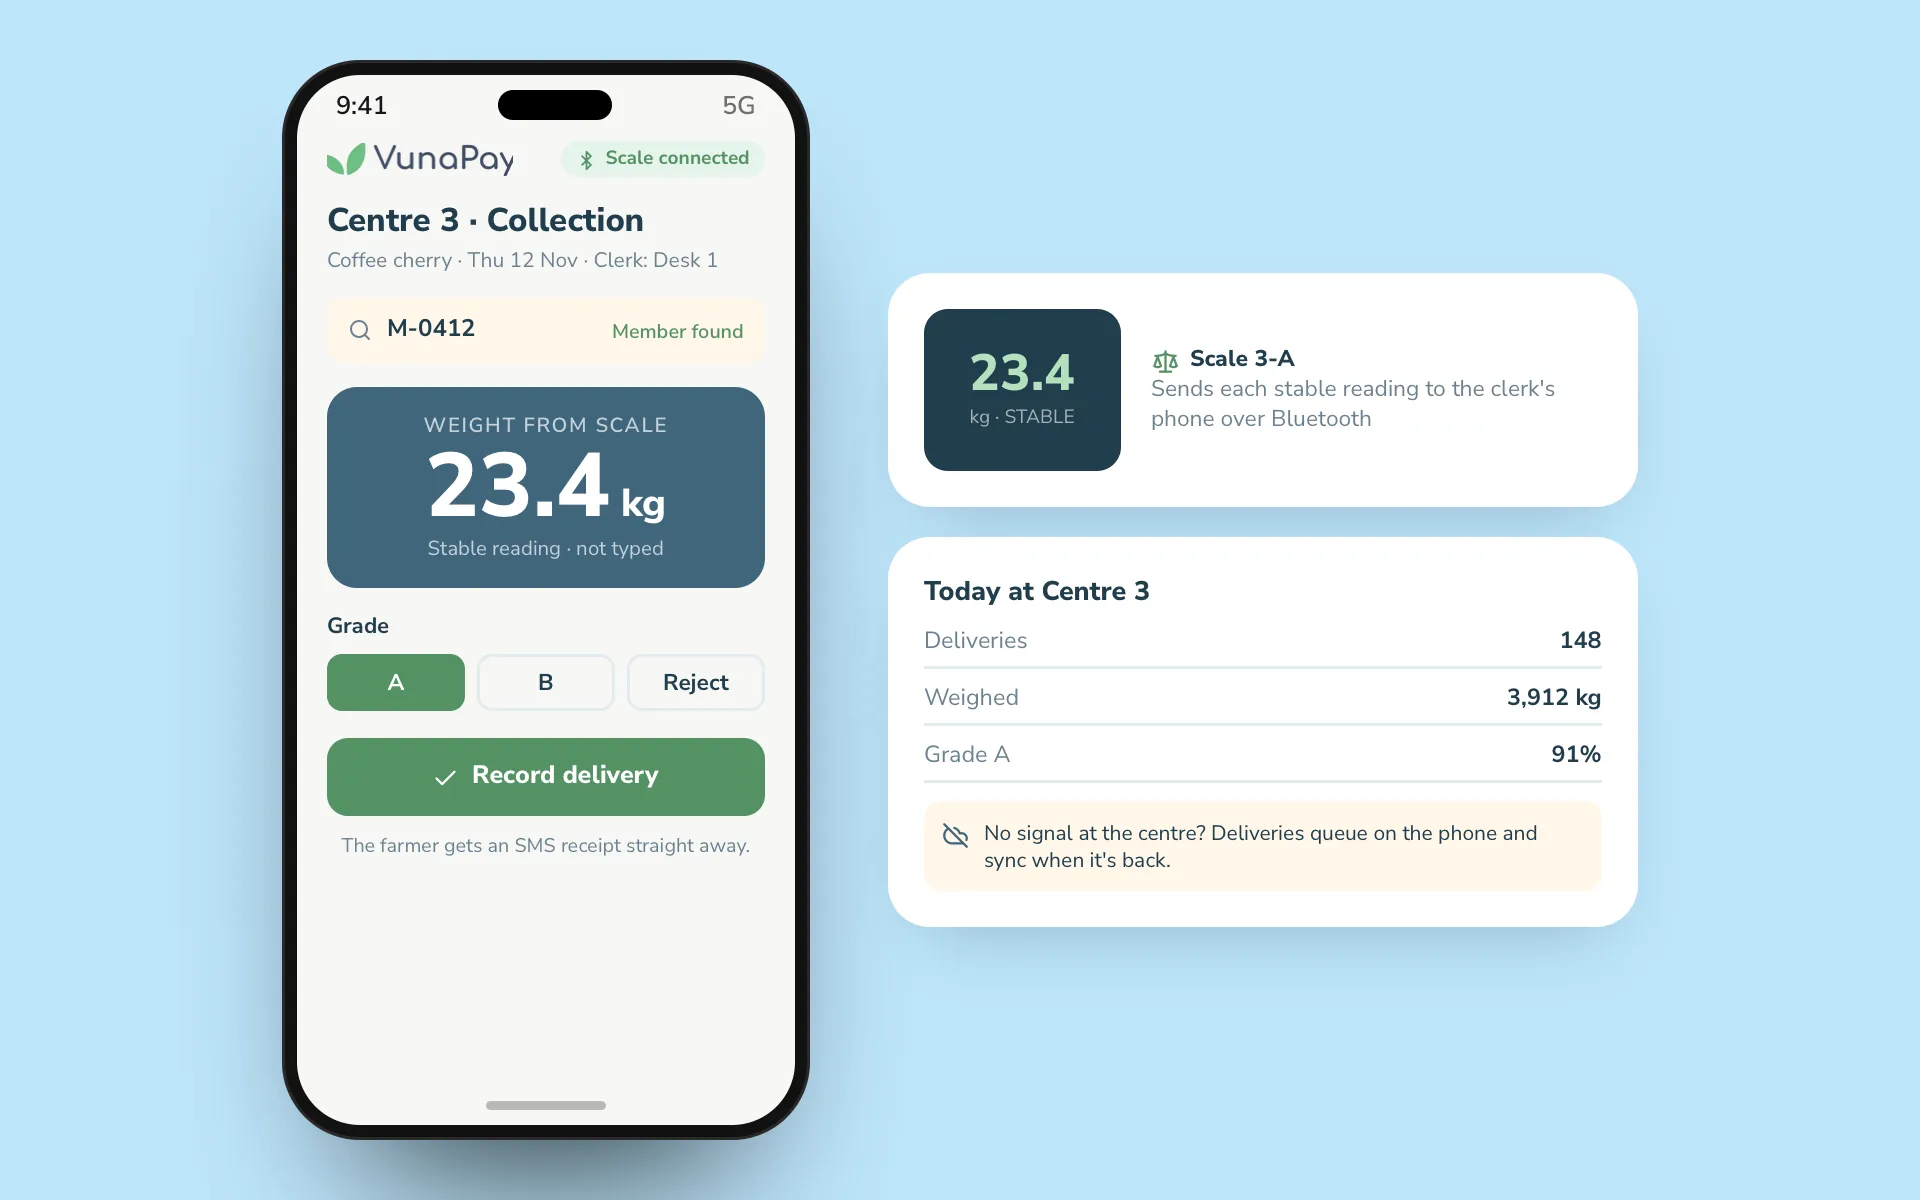 9:41
5G
VunaPay
Scale connected
Centre 3 · Collection
Coffee cherry · Thu 12 Nov · Clerk: Desk 1
M-0412
Member found
WEIGHT FROM SCALE
23.4 kg
Stable reading · not typed
Grade
A
B
Reject
Record delivery
The farmer gets an SMS receipt straight away.
23.4
kg · STABLE
Scale 3-A
Sends each stable reading to the clerk's
phone over Bluetooth
Today at Centre 3
Deliveries 148
Weighed 3,912 kg
Grade A 91%
No signal at the centre? Deliveries queue on the phone and
sync when it's back.